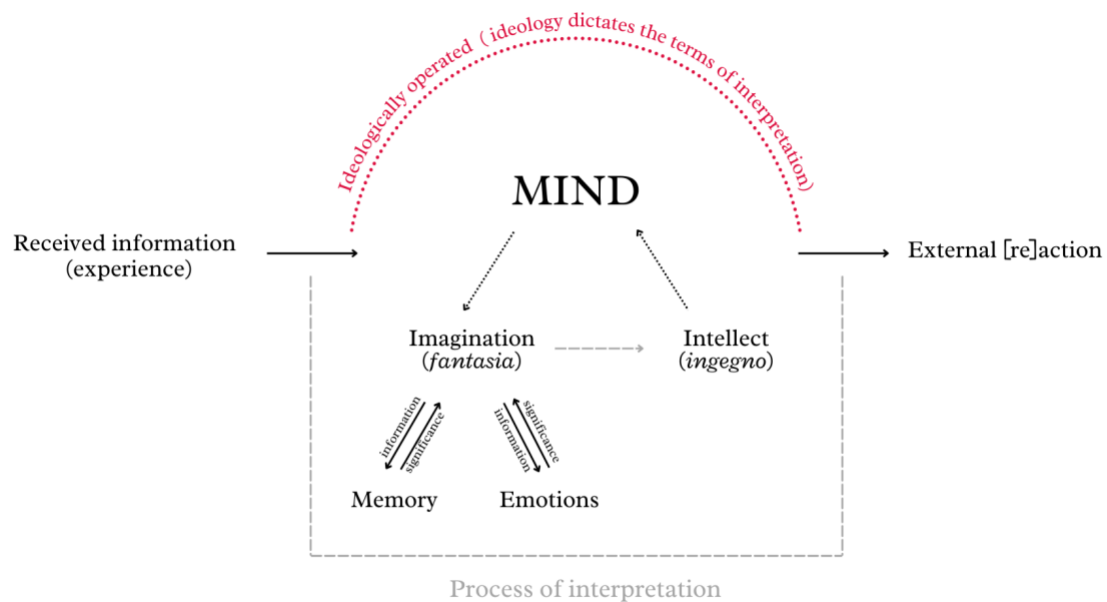 Ideologically operated ( ideology dictates the terms of interpretation)
MIND
Received information
(experience)
External [re]action
Imagination
(fantasia)
Intellect
(ingegno)
information
significance
information
significance
Memory
Emotions
Process of interpretation